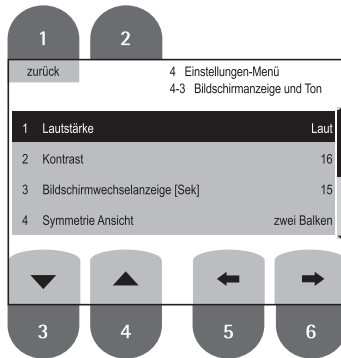 1 2
zurück 4 Einstellungen-Menü
4-3 Bildschirmanzeige und Ton
1 Lautstärke Laut
2 Kontrast 16
3 Bildschirmwechselanzeige [Sek] 15
4 Symmetrie Ansicht zwei Balken
3 4 5 6